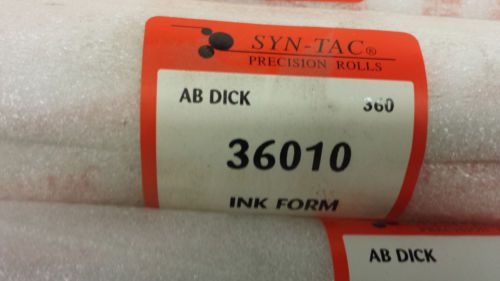 SYN-TAC®
PRECISION ROLLS
AB DICK 360
36010
INK FORM
AB DICK